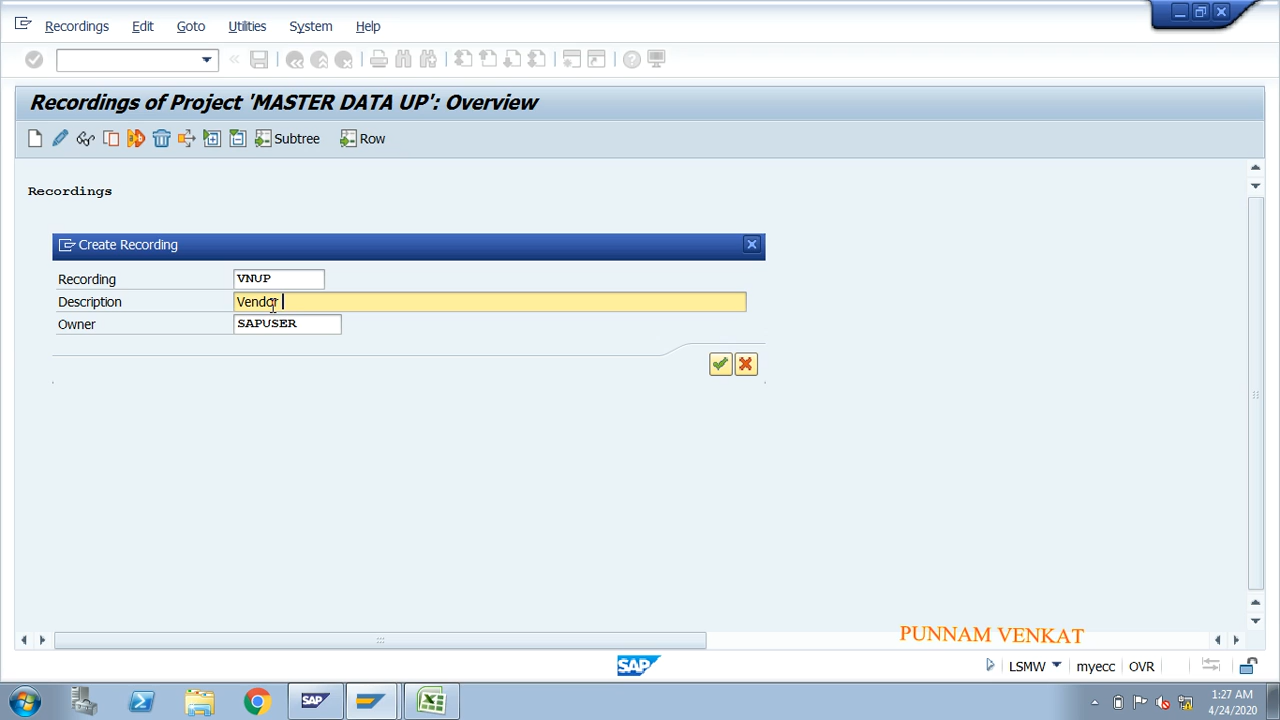 Recordings Edit Goto Utilities System Help
Recordings of Project 'MASTER DATA UP': Overview
Subtree Row
Recordings
Create Recording
Recording VNUP
Description Vendor
Owner SAPUSER
PUNNAM VENKAT
SAP LSMW myecc OVR
SAP 1:27 AM
4/24/2020